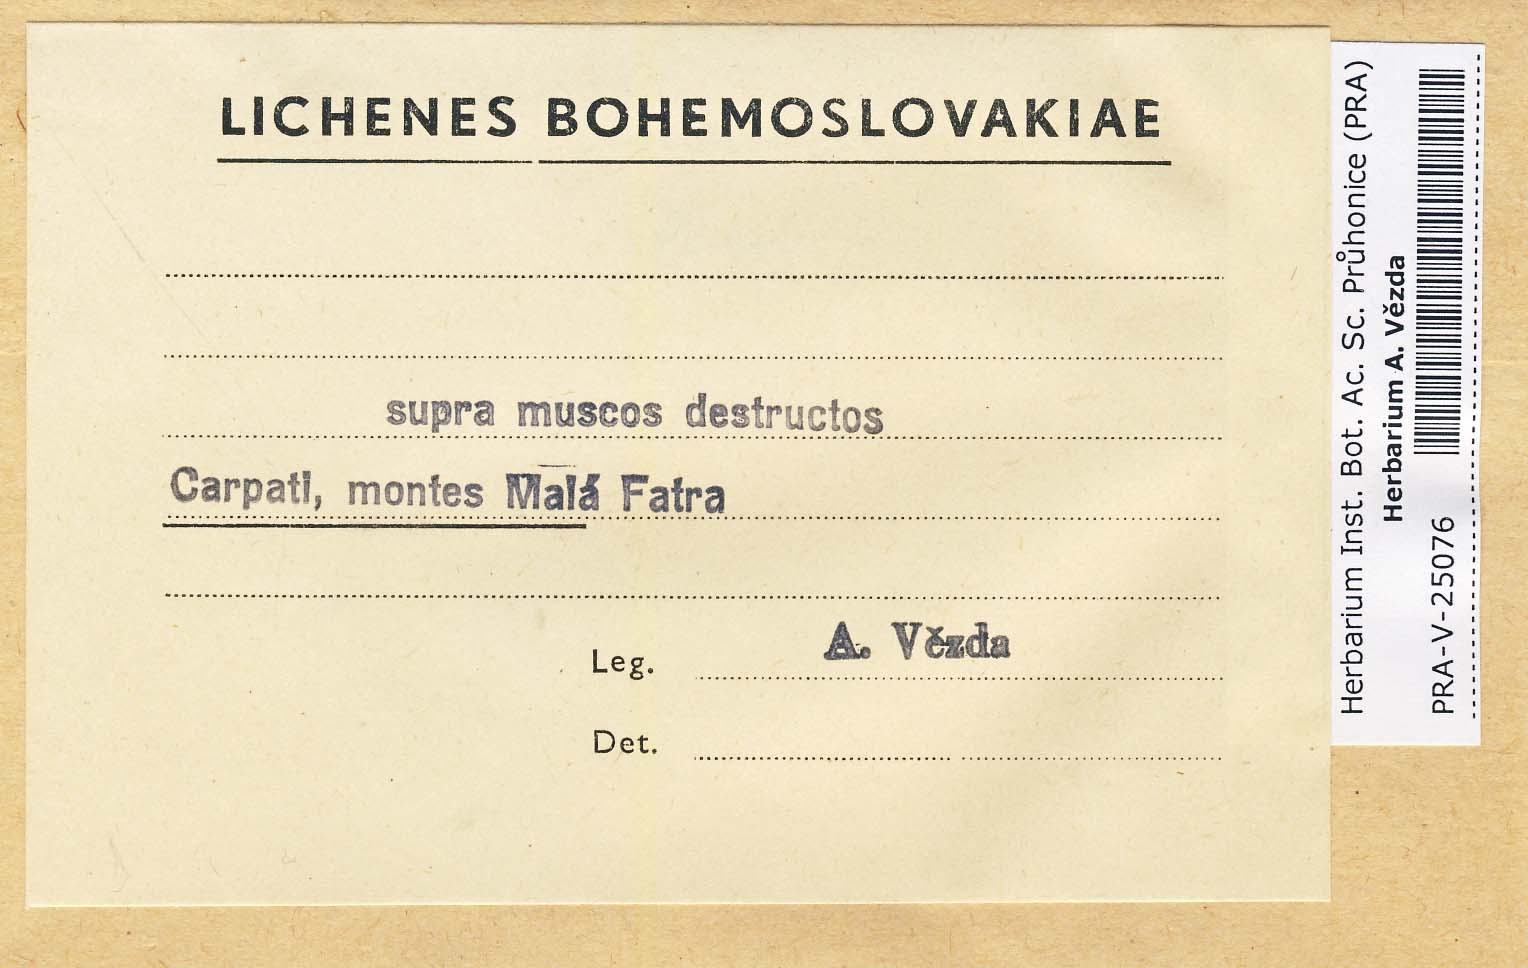 LICHENES BOHEMOSLOVAKIAE
supra muscos destructos
Carpati, montes Malá Fatra
Leg. A. Vězda
Det.
Herbarium Inst. Bot. Ac. Sc. Průhonice (PRA)
Herbarium A. Vězda
PRA-V-25076